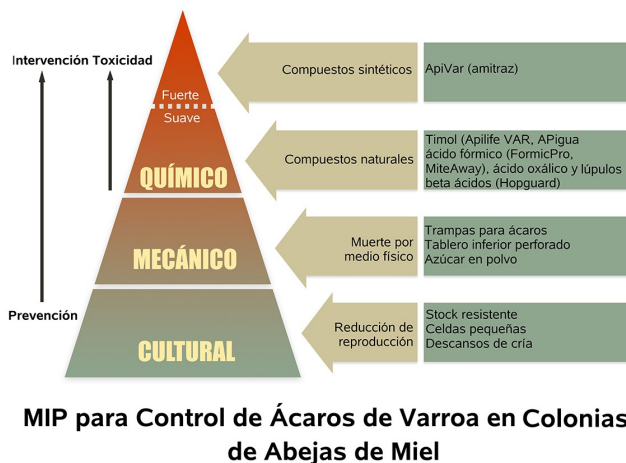 Intervención Toxicidad
Fuerte
Suave
QUÍMICO
MECÁNICO
CULTURAL
Prevención
Compuestos sintéticos
ApiVar (amitraz)
Compuestos naturales
Timol (Apilife VAR, APigua
ácido fórmico (FormicPro,
MiteAway), ácido oxálico y lúpulos
beta ácidos (Hopguard)
Muerte por
medio físico
Trampas para ácaros
Tablero inferior perforado
Azúcar en polvo
Reducción de
reproducción
Stock resistente
Celdas pequeñas
Descansos de cría
MIP para Control de Ácaros de Varroa en Colonias
de Abejas de Miel